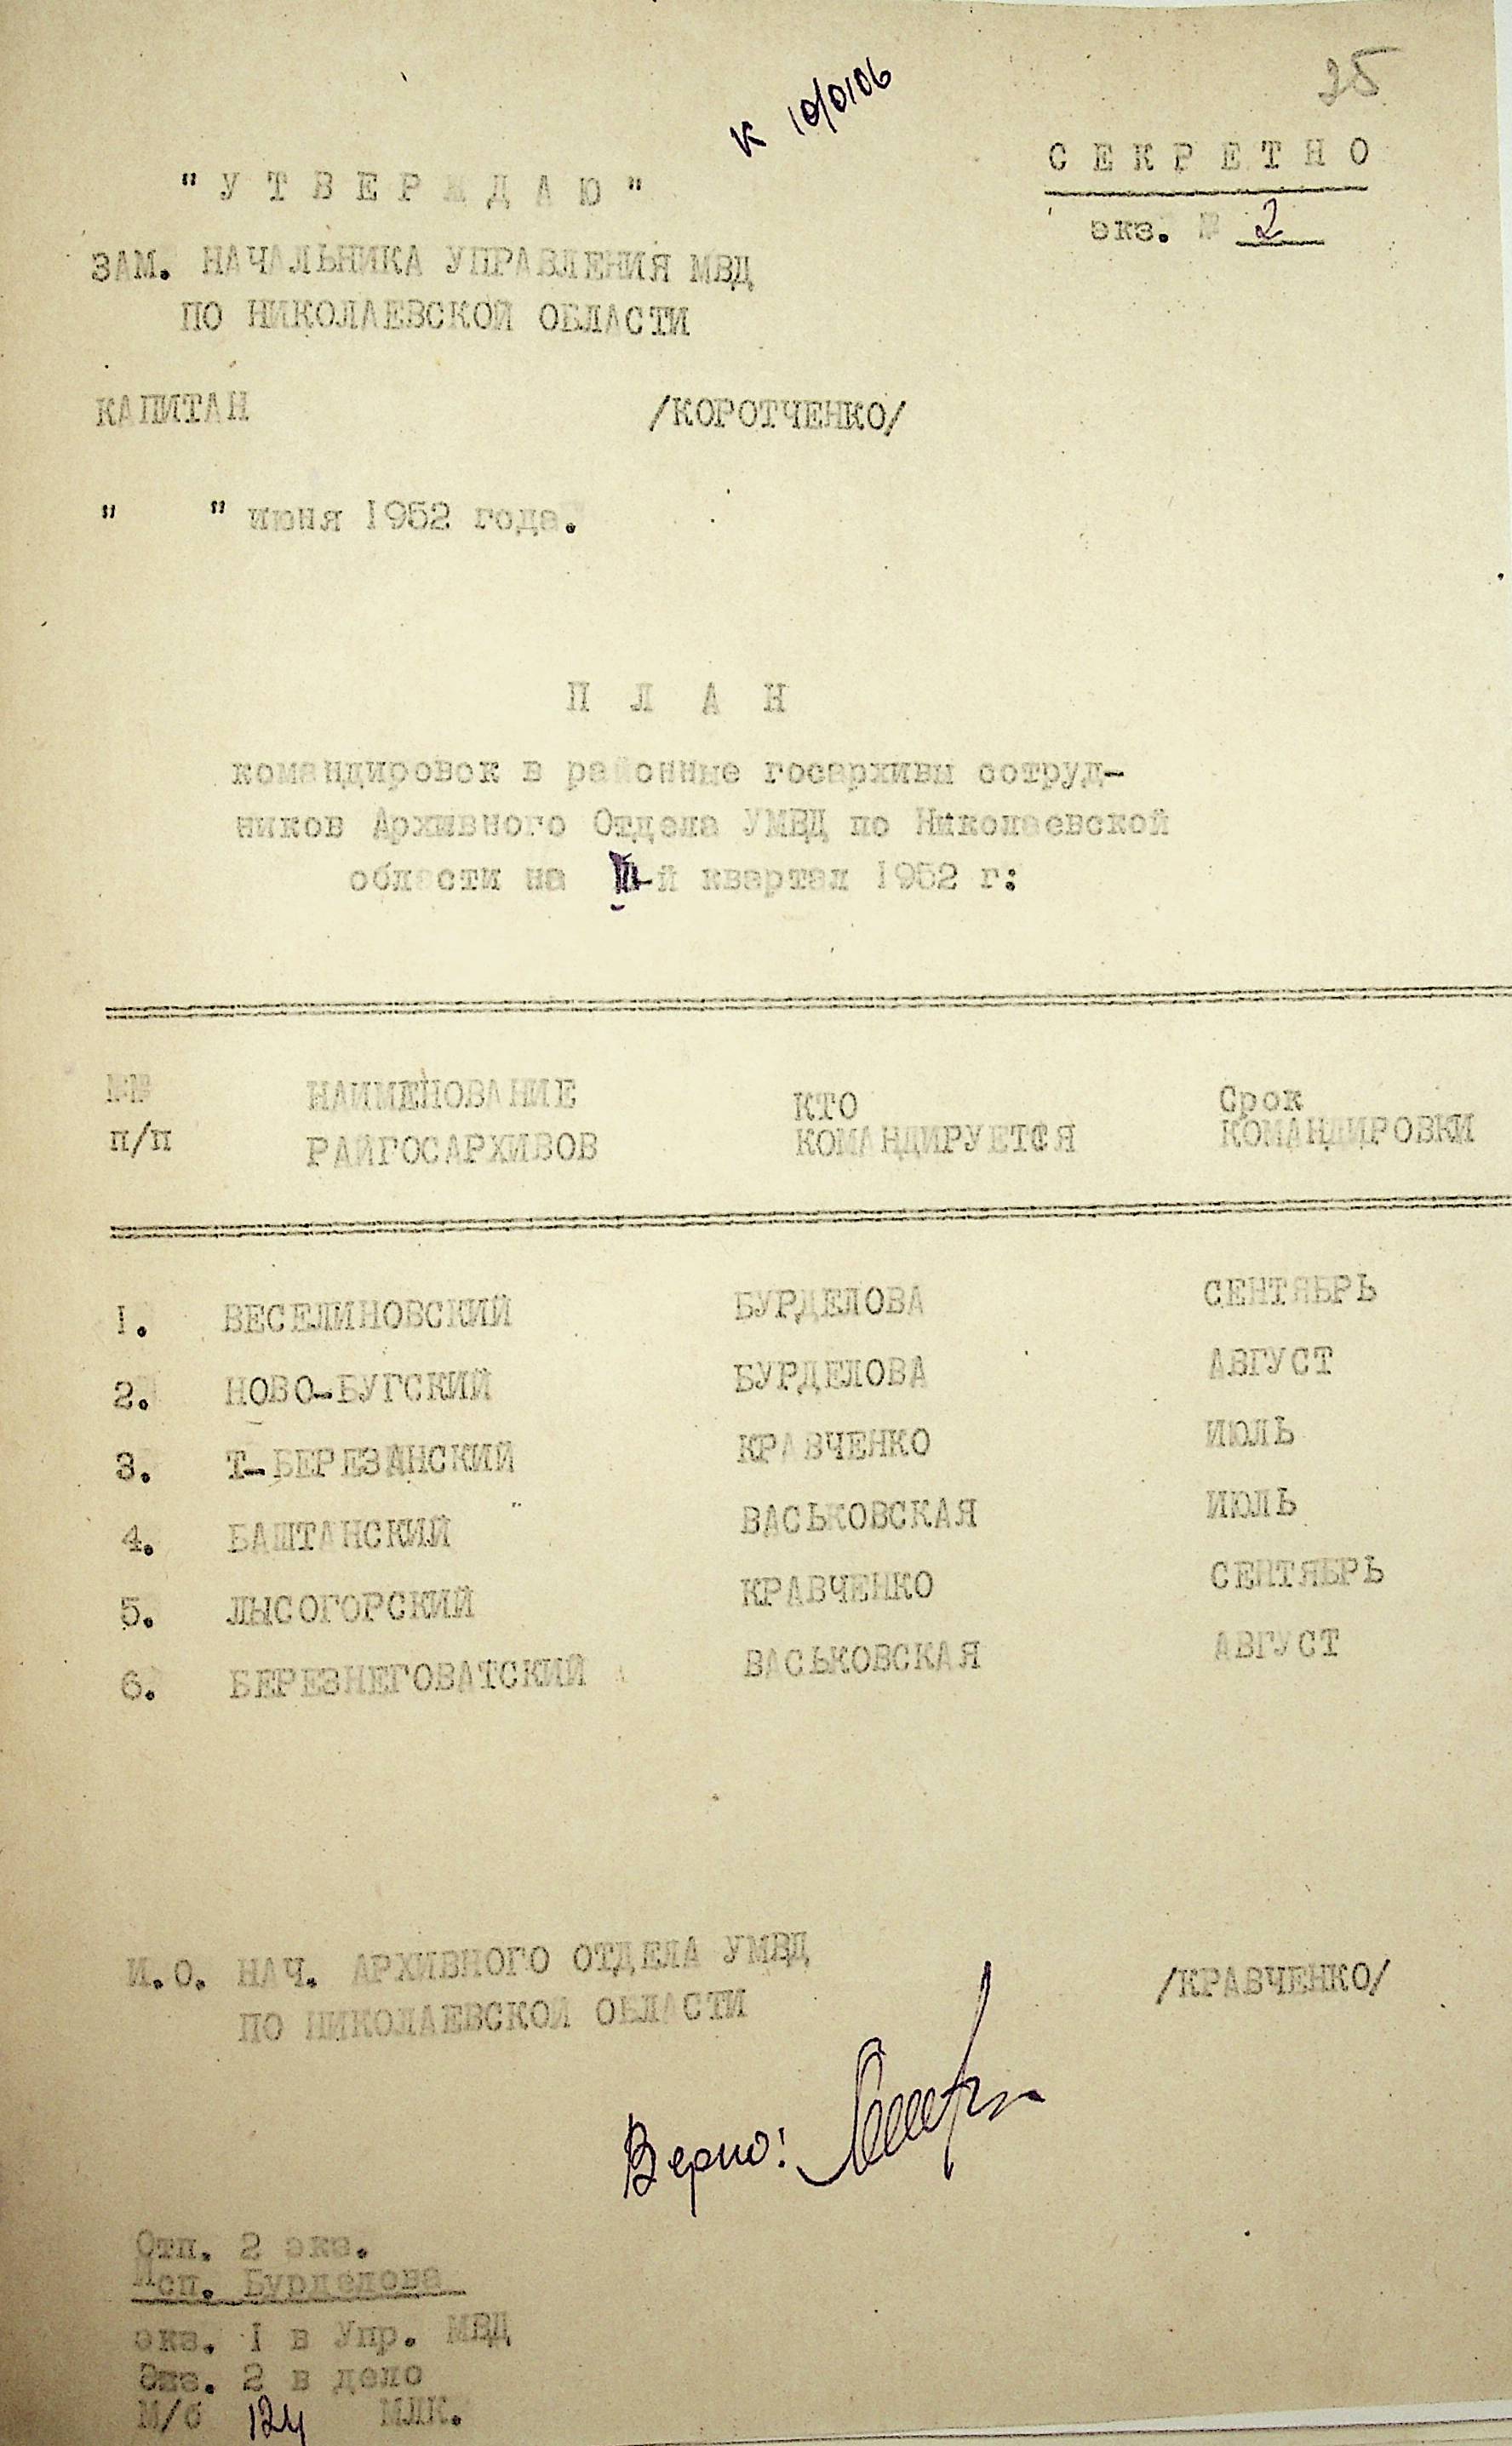 25
к 10/0106
С Е К Р Е Т Н О
экз. № 2
" У Т В Е Р Ж Д А Ю "
ЗАМ. НАЧАЛЬНИКА УПРАВЛЕНИЯ МВД
ПО НИКОЛАЕВСКОЙ ОБЛАСТИ
КАПИТАН /КОРОТЧЕНКО/
" " июня 1952 года.
П Л А Н
командировок в районные госархивы сотруд-
ников Архивного Отдела УМВД по Николаевской
области на III-й квартал 1952 г:
№№ НАИМЕНОВАНИЕ КТО Срок
п/п РАЙГОСАРХИВОВ КОМАНДИРУЕТСЯ КОМАНДИРОВКИ
1. ВЕСЕЛИНОВСКИЙ БУРДЕЛОВА СЕНТЯБРЬ
2. НОВО-БУГСКИЙ БУРДЕЛОВА АВГУСТ
3. Т-БЕРЕЗАНСКИЙ КРАВЧЕНКО ИЮЛЬ
4. БАШТАНСКИЙ ВАСЬКОВСКАЯ ИЮЛЬ
5. ЛЫСОГОРСКИЙ КРАВЧЕНКО СЕНТЯБРЬ
6. БЕРЕЗНЕГОВАТСКИЙ ВАСЬКОВСКАЯ АВГУСТ
И.О. НАЧ. АРХИВНОГО ОТДЕЛА УМВД
ПО НИКОЛАЕВСКОЙ ОБЛАСТИ /КРАВЧЕНКО/
Верно:
Отп. 2 экз.
Исп. Бурделова
экз. 1 в Упр. МВД
Экз. 2 в дело
М/б 124 МЛК.